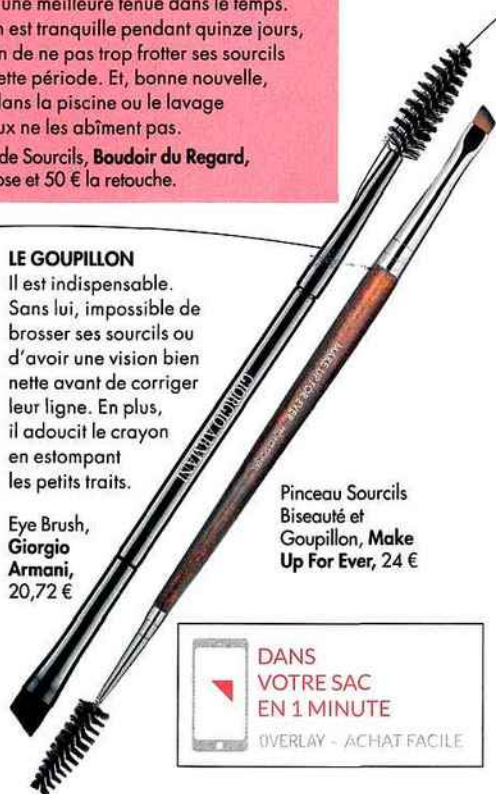 une meilleure tenue dans le temps.
est tranquille pendant quinze jours,
de ne pas trop frotter ses sourcils
ette période. Et, bonne nouvelle,
ans la piscine ou le lavage
ux ne les abîment pas.
de Sourcils, Boudoir du Regard,
ose et 50 € la retouche.
LE GOUPILLON
Il est indispensable.
Sans lui, impossible de
brosser ses sourcils ou
d'avoir une vision bien
nette avant de corriger
leur ligne. En plus,
il adoucit le crayon
en estompant
les petits traits.
Eye Brush,
Giorgio
Armani,
20,72 €
GIORGIO ARMANI
MAKE UP FOR EVER
Pinceau Sourcils
Biseauté et
Goupillon, Make
Up For Ever, 24 €
DANS
VOTRE SAC
EN 1 MINUTE
OVERLAY - ACHAT FACILE